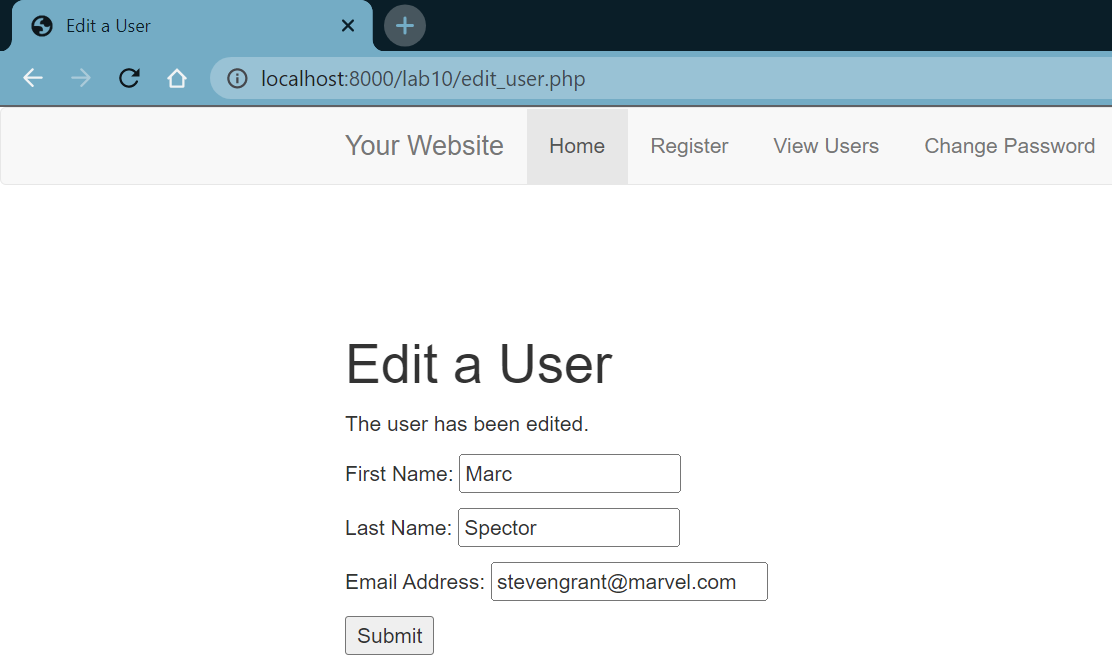 Edit a User
localhost:8000/lab10/edit_user.php
Your Website Home Register View Users Change Password
Edit a User
The user has been edited.
First Name: Marc
Last Name: Spector
Email Address: stevengrant@marvel.com
Submit